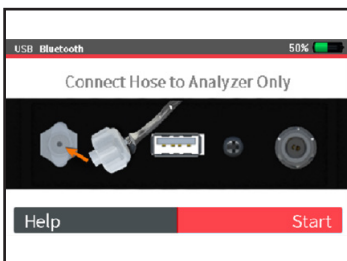 USB Bluetooth 50%
Connect Hose to Analyzer Only
Help Start